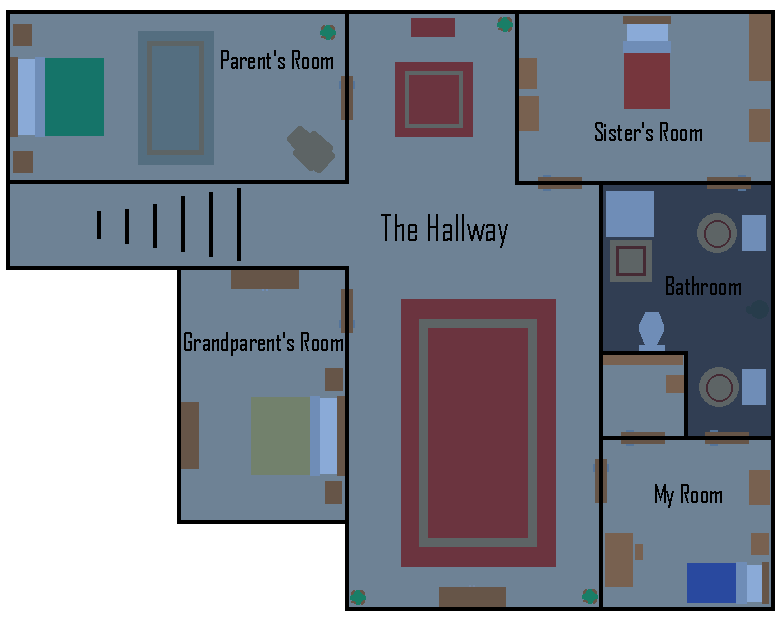 Parent's Room
Sister's Room
The Hallway
Bathroom
Grandparent's Room
My Room